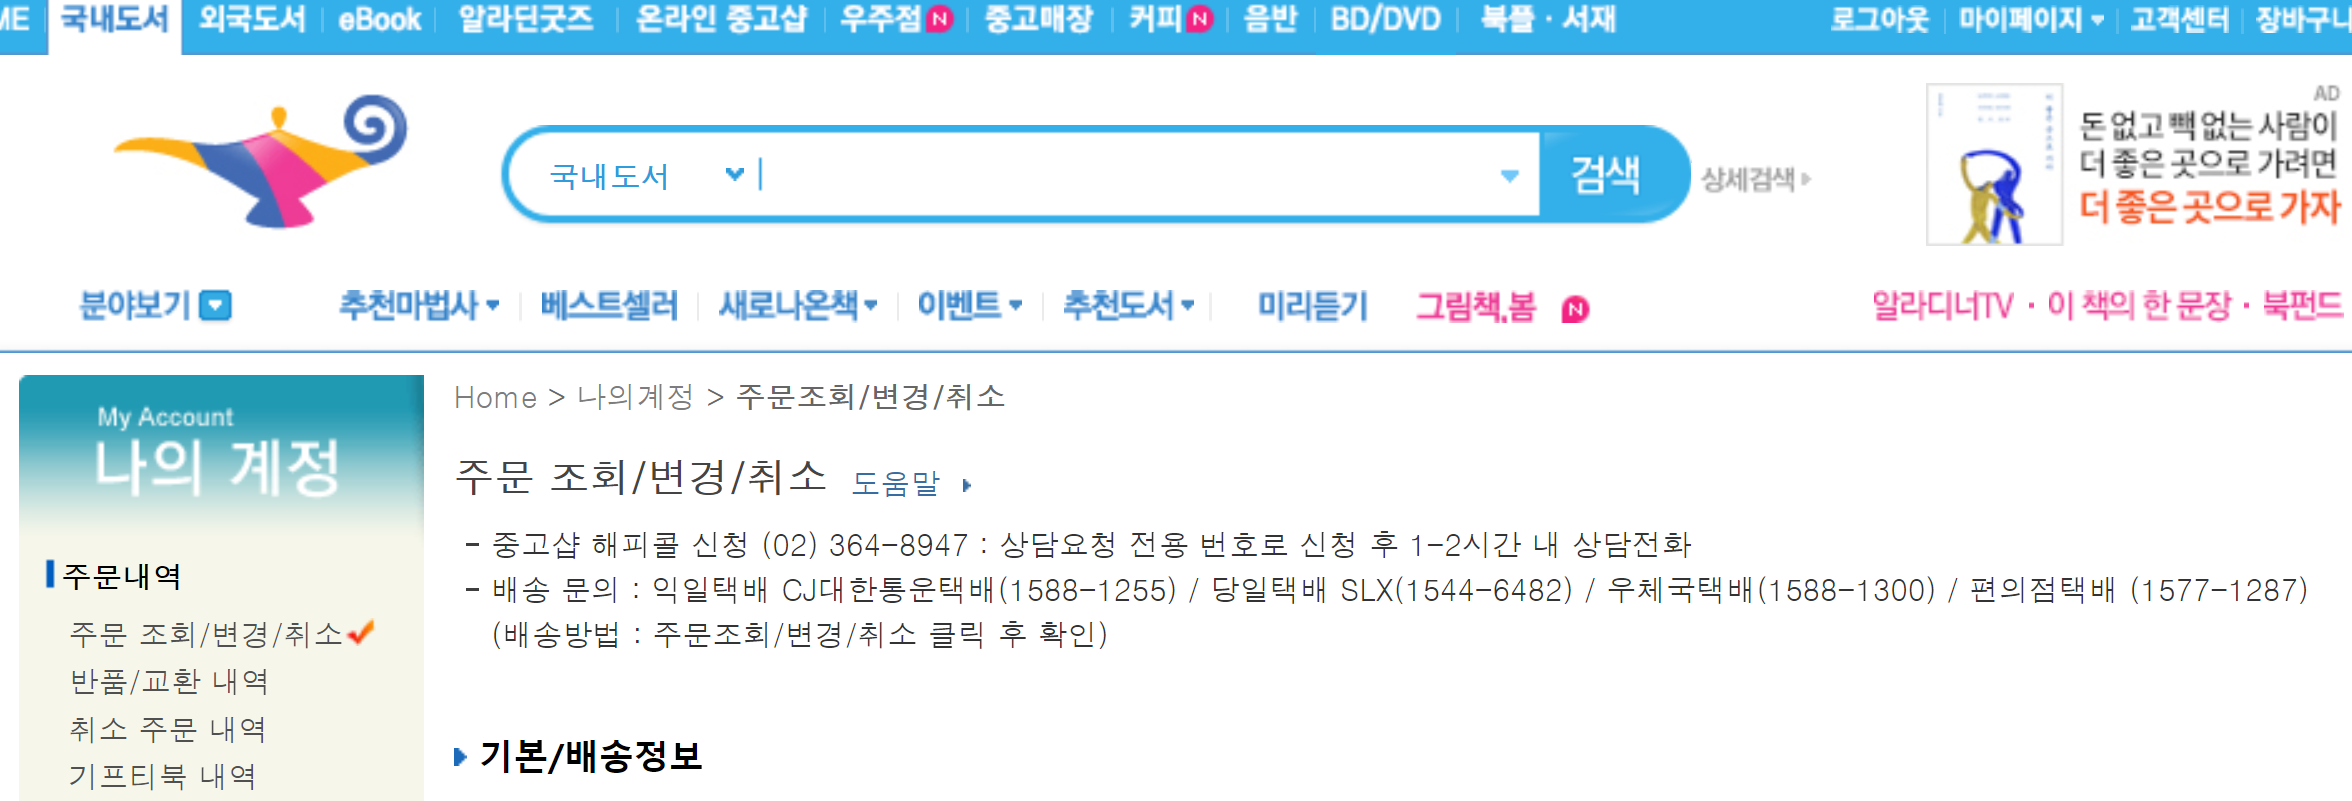 ME 국내도서 외국도서 eBook 알라딘굿즈 온라인 중고샵 우주점 N 중고매장 커피 N 음반 BD/DVD 북플 · 서재 로그아웃 마이페이지 고객센터 장바구니
AD
돈 없고 빽 없는 사람이
더 좋은 곳으로 가려면
더 좋은 곳으로 가자
국내도서 검색 상세검색
분야보기 추천마법사 베스트셀러 새로나온책 이벤트 추천도서 미리듣기 그림책.봄 N 알라디너TV · 이 책의 한 문장 · 북펀드
My Account
나의 계정
주문내역
주문 조회/변경/취소
반품/교환 내역
취소 주문 내역
기프티북 내역
Home > 나의계정 > 주문조회/변경/취소
주문 조회/변경/취소 도움말
- 중고샵 해피콜 신청 (02) 364-8947 : 상담요청 전용 번호로 신청 후 1-2시간 내 상담전화
- 배송 문의 : 익일택배 CJ대한통운택배(1588-1255) / 당일택배 SLX(1544-6482) / 우체국택배(1588-1300) / 편의점택배 (1577-1287)
(배송방법 : 주문조회/변경/취소 클릭 후 확인)
기본/배송정보